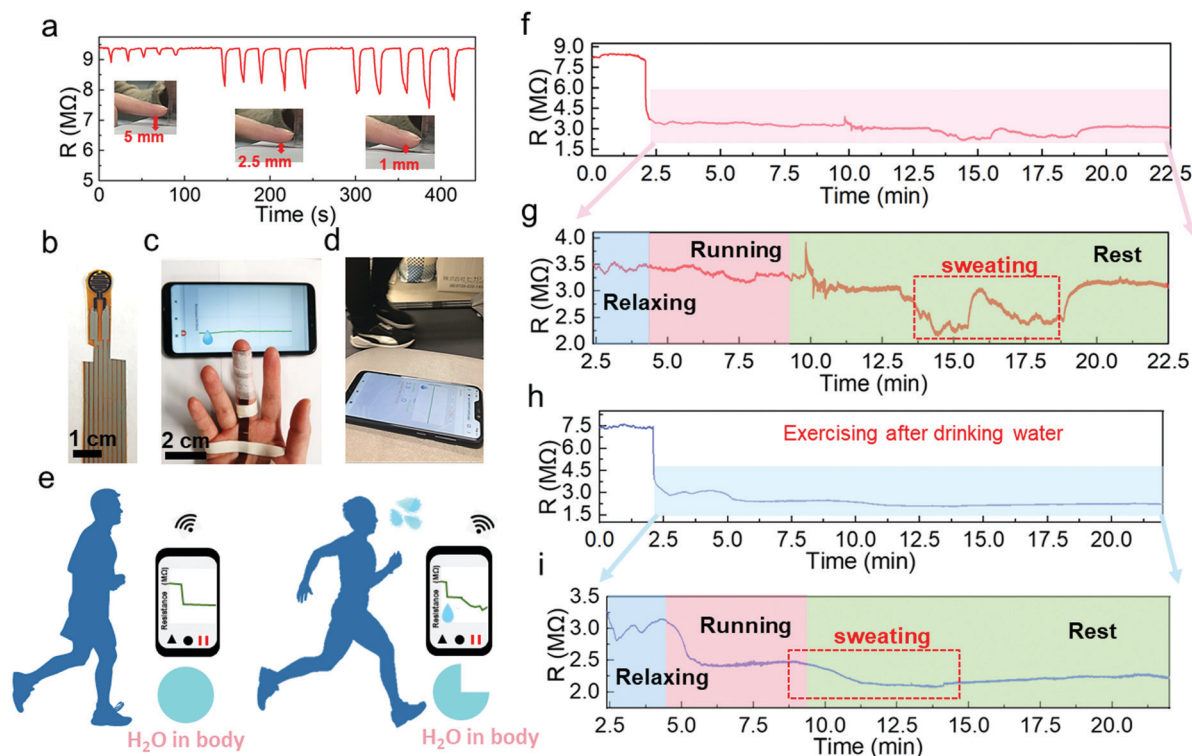 a
R (MΩ)
9
8
7
6
5
5 mm
2.5 mm
1 mm
0 100 200 300 400
Time (s)
b
1 cm
c
2 cm
d
e
Resistance (MΩ)
H₂O in body
Resistance (MΩ)
H₂O in body
f
R (MΩ)
9.0
7.5
6.0
4.5
3.0
1.5
0.0 2.5 5.0 7.5 10.0 12.5 15.0 17.5 20.0 22.5
Time (min)
g
R (MΩ)
4.0
3.5
3.0
2.5
2.0
Relaxing
Running
sweating
Rest
2.5 5.0 7.5 10.0 12.5 15.0 17.5 20.0 22.5
Time (min)
h
R (MΩ)
7.5
6.0
4.5
3.0
1.5
Exercising after drinking water
0.0 2.5 5.0 7.5 10.0 12.5 15.0 17.5 20.0
Time (min)
i
R (MΩ)
3.5
3.0
2.5
2.0
Relaxing
Running
sweating
Rest
2.5 5.0 7.5 10.0 12.5 15.0 17.5 20.0
Time (min)